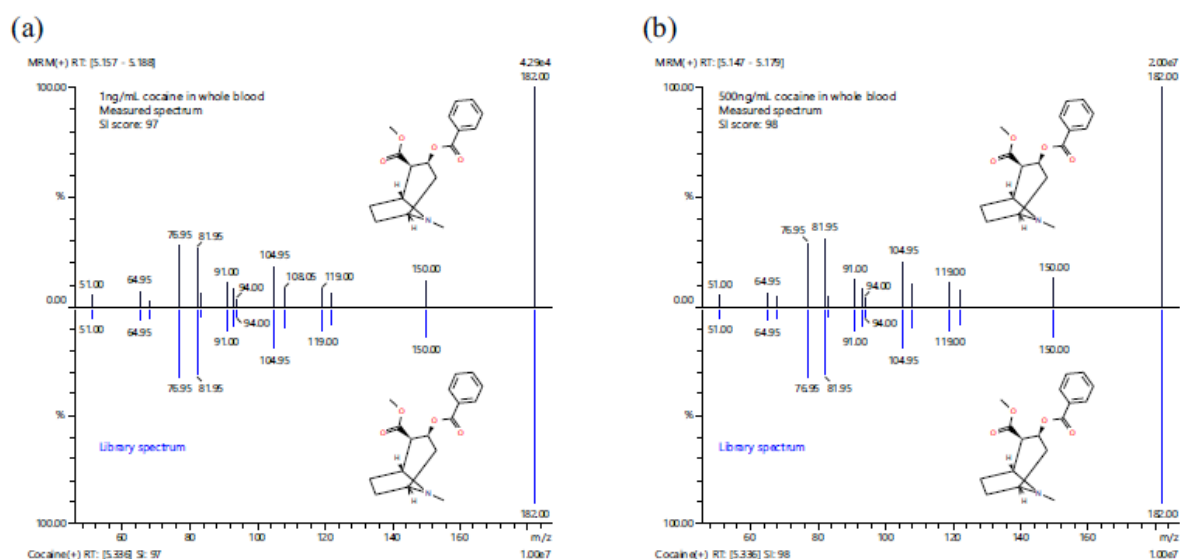 (a)
MRM(+) RT: [5.157 - 5.188]
4.29e4
182.00
100.00
1ng/mL cocaine in whole blood
Measured spectrum
SI score: 97
O
O
O
O
H
N
H
%
76.95
81.95
104.95
91.00
108.05
119.00
150.00
64.95
51.00
94.00
0.00
51.00
64.95
94.00
91.00
119.00
150.00
104.95
76.95
81.95
O
O
O
O
H
N
H
%
Library spectrum
182.00
100.00
60
80
100
120
140
160
m/z
Cocaine(+) RT: [5.336] SI: 97
1.00e7
(b)
MRM(+) RT: [5.147 - 5.179]
2.00e7
182.00
100.00
500ng/mL cocaine in whole blood
Measured spectrum
SI score: 98
O
O
O
O
H
N
H
%
76.95
81.95
104.95
91.00
119.00
150.00
64.95
51.00
94.00
0.00
51.00
64.95
94.00
91.00
119.00
150.00
104.95
76.95
81.95
O
O
O
O
H
N
H
%
Library spectrum
182.00
100.00
60
80
100
120
140
160
m/z
Cocaine(+) RT: [5.336] SI: 98
1.00e7